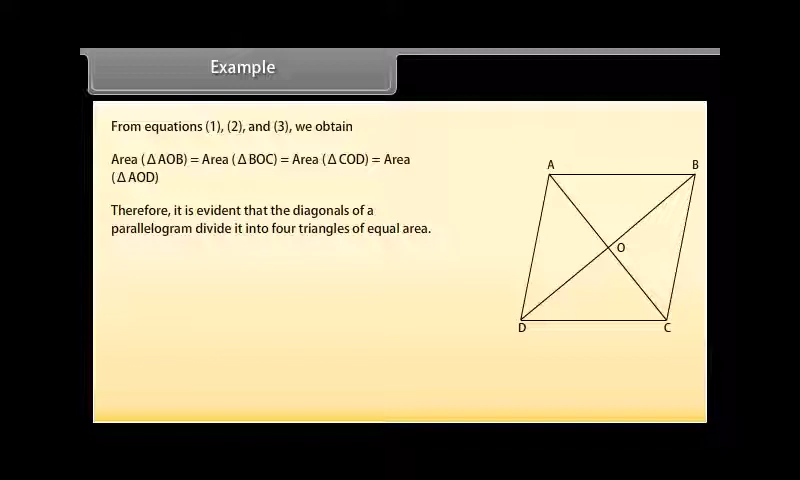 Example
From equations (1), (2), and (3), we obtain
Area (Δ AOB) = Area (Δ BOC) = Area (Δ COD) = Area
(Δ AOD)
Therefore, it is evident that the diagonals of a
parallelogram divide it into four triangles of equal area.
A B
O
D C